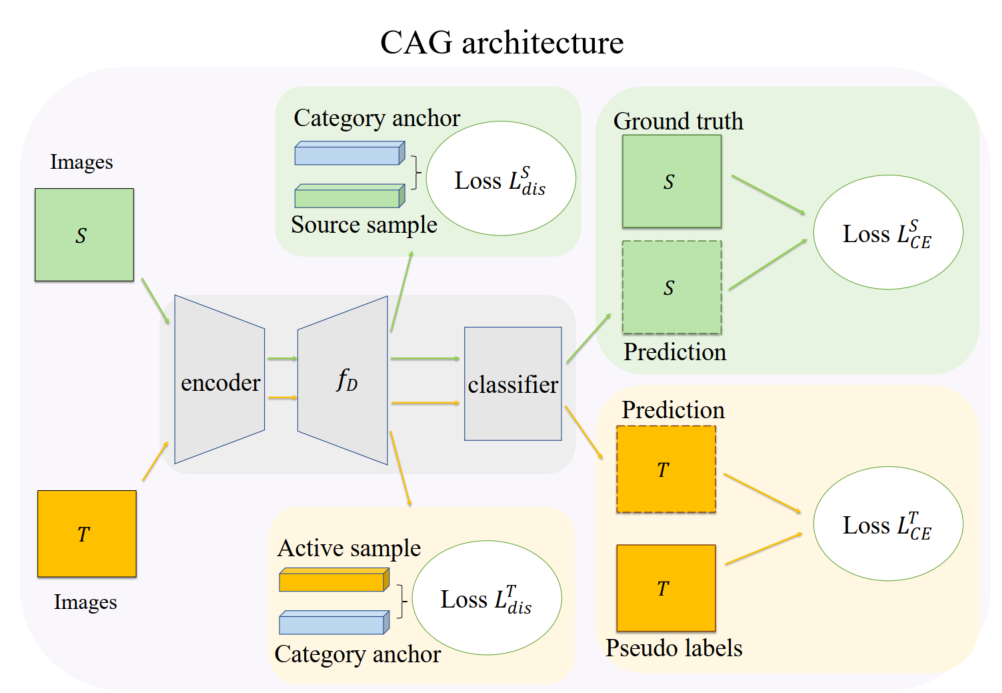 CAG architecture
Images
S
Category anchor
Source sample
Loss L_{dis}^{S}
Ground truth
S
S
Prediction
Loss L_{CE}^{S}
encoder
f_D
classifier
T
Images
Active sample
Category anchor
Loss L_{dis}^{T}
Prediction
T
T
Pseudo labels
Loss L_{CE}^{T}